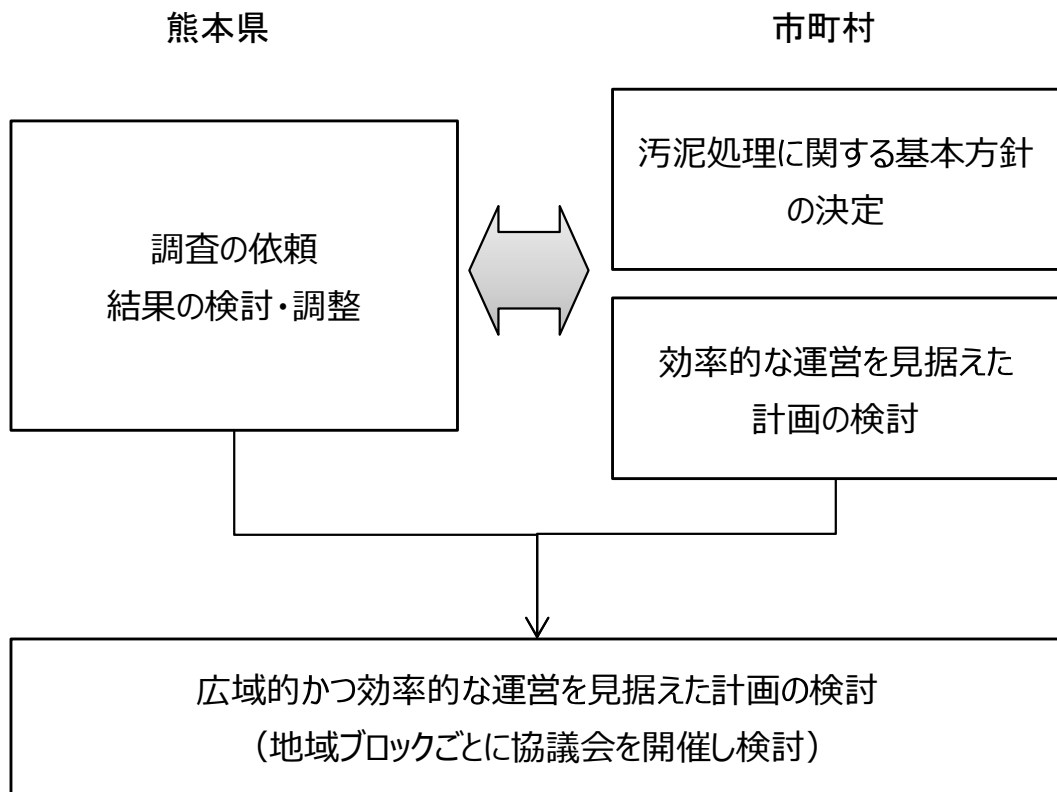 熊本県
市町村
調査の依頼
結果の検討・調整
汚泥処理に関する基本方針
の決定
効率的な運営を見据えた
計画の検討
広域的かつ効率的な運営を見据えた計画の検討
（地域ブロックごとに協議会を開催し検討）